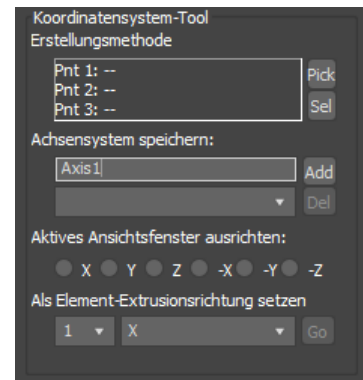 Koordinatensystem-Tool
Erstellungsmethode
Pnt 1: --
Pick
Pnt 2: --
Pnt 3: --
Sel
Achsensystem speichern:
Axis1
Add
Del
Aktives Ansichtsfenster ausrichten:
X Y Z -X -Y -Z
Als Element-Extrusionsrichtung setzen
1 X Go